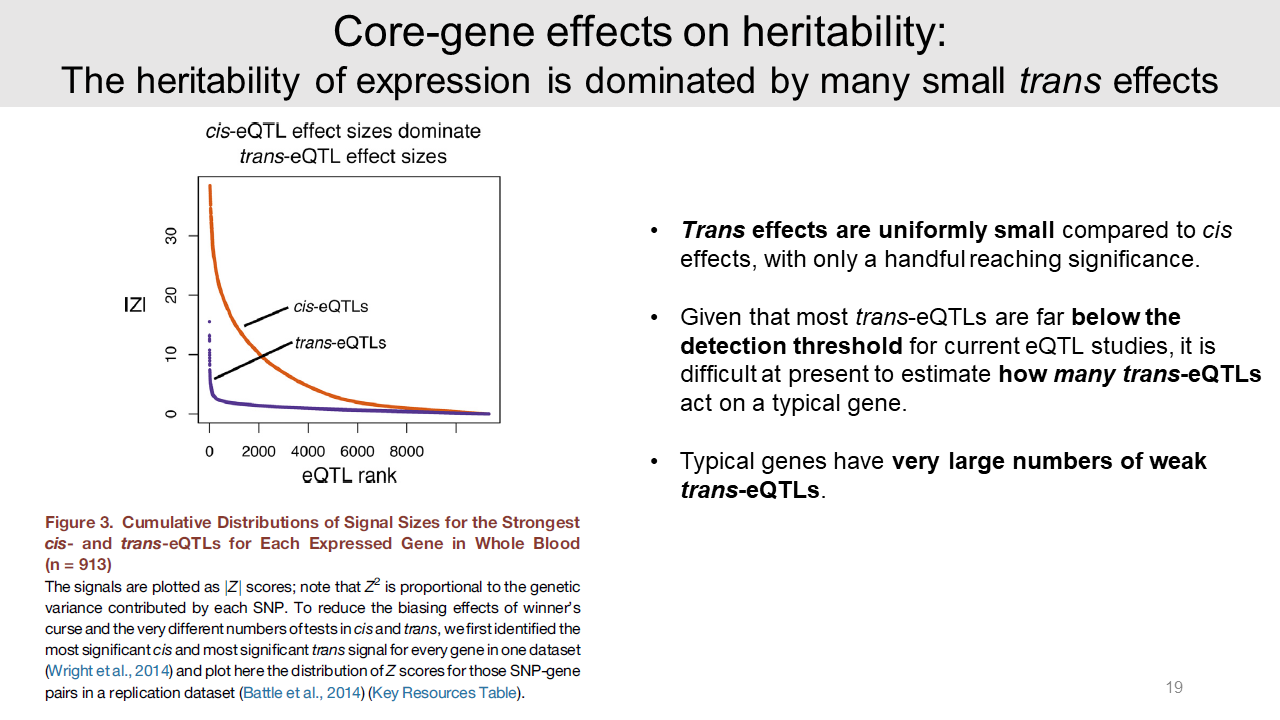 Core-gene effects on heritability:
The heritability of expression is dominated by many small trans effects
cis-eQTL effect sizes dominate
trans-eQTL effect sizes
30
20
10
0
|Z|
cis-eQTLs
trans-eQTLs
0 2000 4000 6000 8000
eQTL rank
Figure 3. Cumulative Distributions of Signal Sizes for the Strongest
cis- and trans-eQTLs for Each Expressed Gene in Whole Blood
(n = 913)
The signals are plotted as |Z| scores; note that Z² is proportional to the genetic
variance contributed by each SNP. To reduce the biasing effects of winner's
curse and the very different numbers of tests in cis and trans, we first identified the
most significant cis and most significant trans signal for every gene in one dataset
(Wright et al., 2014) and plot here the distribution of Z scores for those SNP-gene
pairs in a replication dataset (Battle et al., 2014) (Key Resources Table).
• Trans effects are uniformly small compared to cis
effects, with only a handful reaching significance.
• Given that most trans-eQTLs are far below the
detection threshold for current eQTL studies, it is
difficult at present to estimate how many trans-eQTLs
act on a typical gene.
• Typical genes have very large numbers of weak
trans-eQTLs.
19